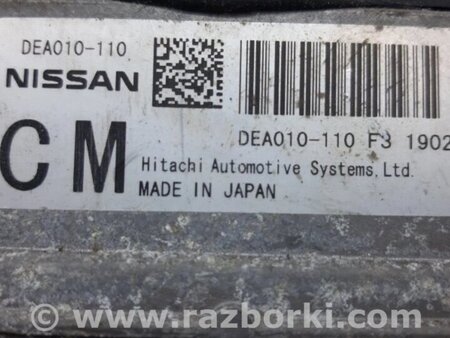 DEA010-110
NISSAN
DEA010-110 F3 1902
CM
Hitachi Automotive Systems,Ltd.
MADE IN JAPAN
© www.razborki.com